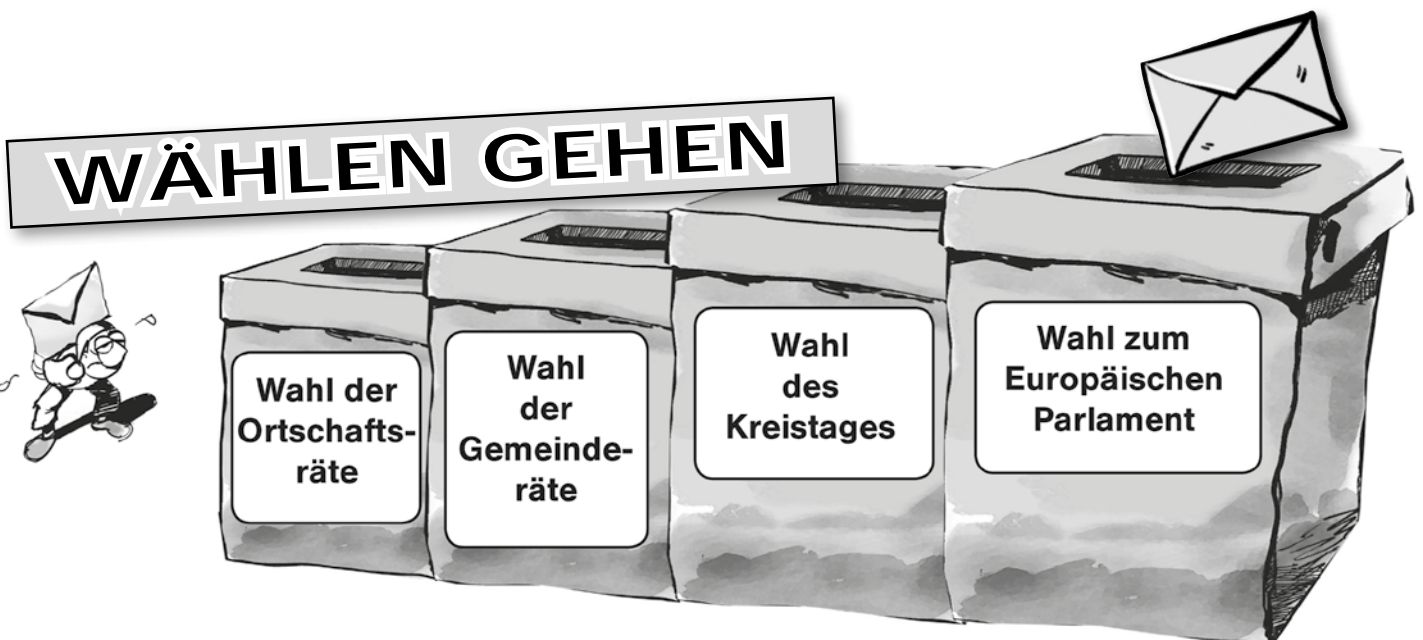 WÄHLEN GEHEN
Wahl der
Ortschafts-
räte
Wahl
der
Gemeinde-
räte
Wahl
des
Kreistages
Wahl zum
Europäischen
Parlament